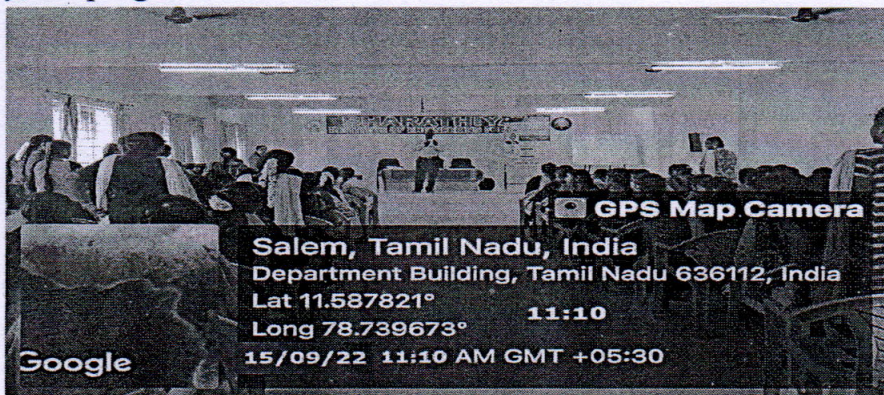 GPS Map Camera
Salem, Tamil Nadu, India
Department Building, Tamil Nadu 636112, India
Lat 11.587821°
Long 78.739673°
11:10
15/09/22 11:10 AM GMT +05:30
Google